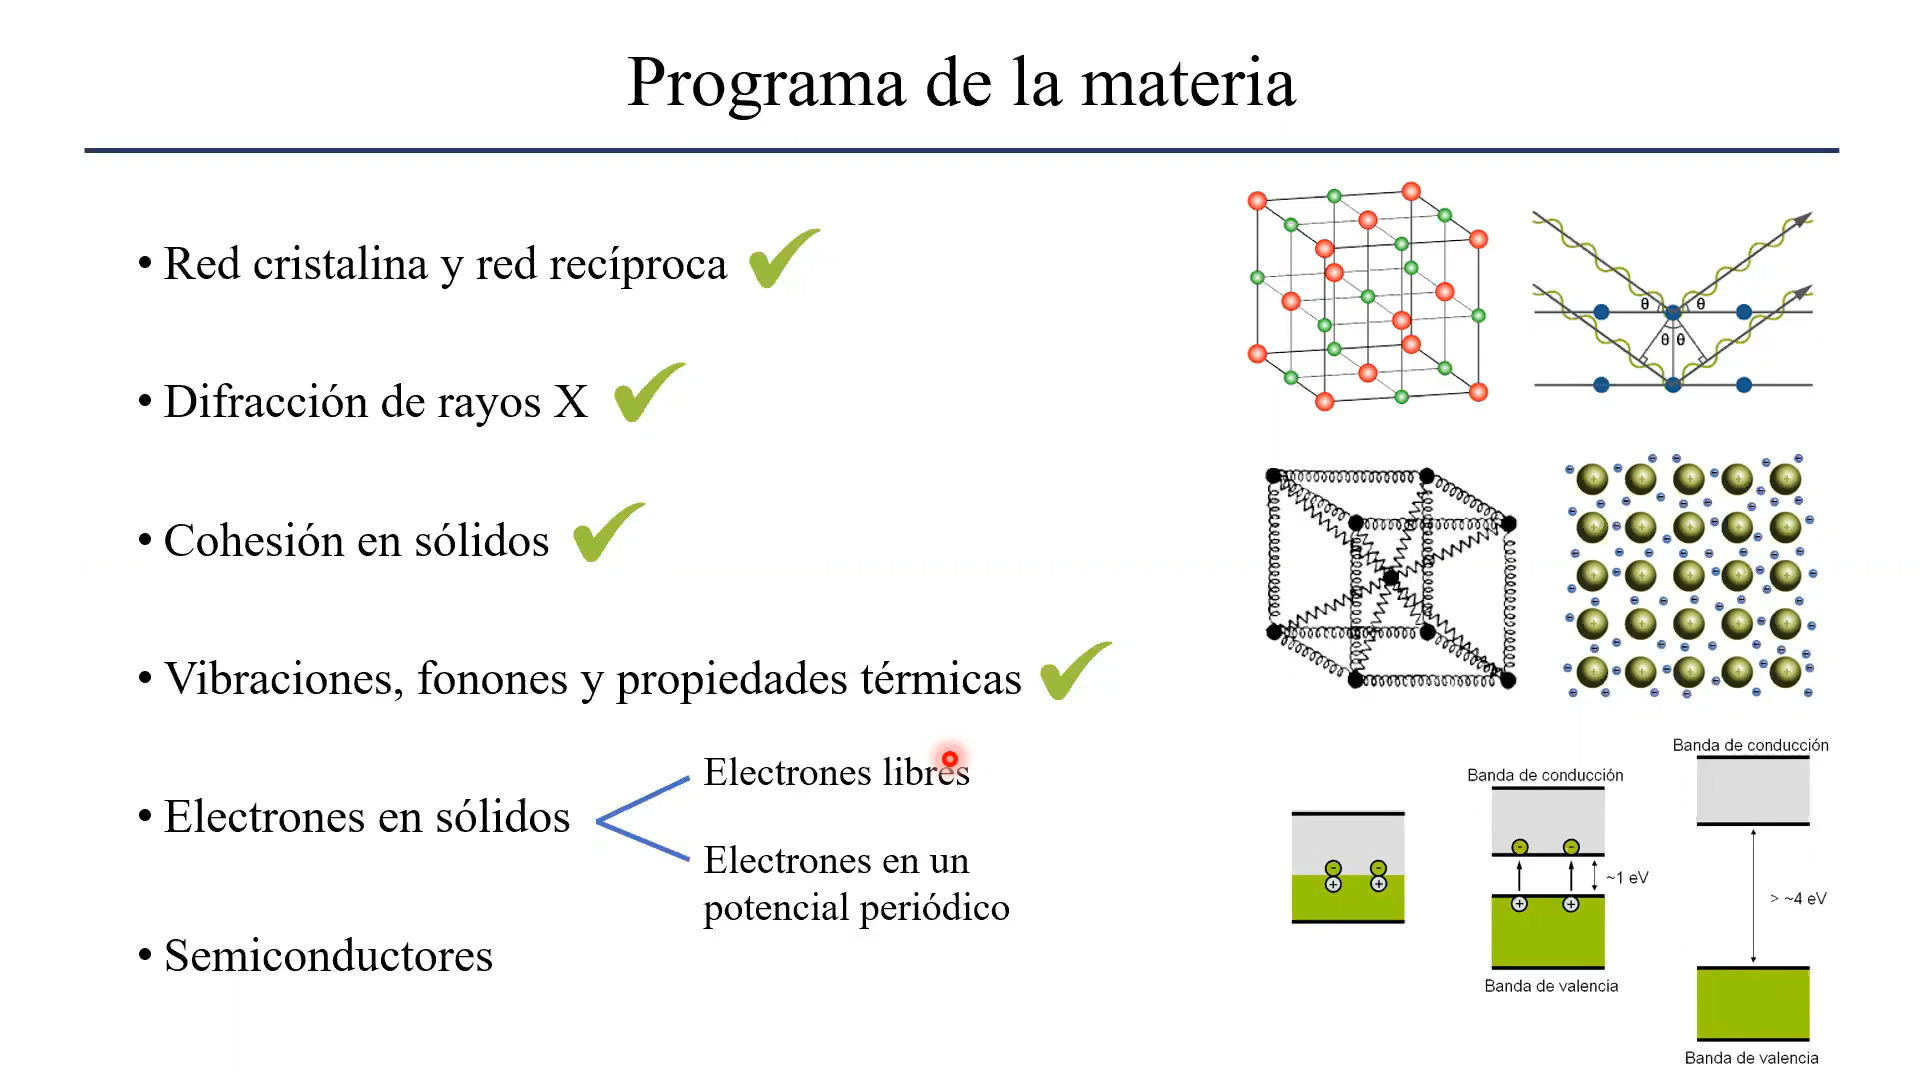 Programa de la materia
• Red cristalina y red recíproca
• Difracción de rayos X
• Cohesión en sólidos
• Vibraciones, fonones y propiedades térmicas
• Electrones en sólidos
Electrones libres
Electrones en un
potencial periódico
• Semiconductores
θ θ
θ θ
Banda de conducción
Banda de conducción
~1 eV
> ~4 eV
Banda de valencia
Banda de valencia